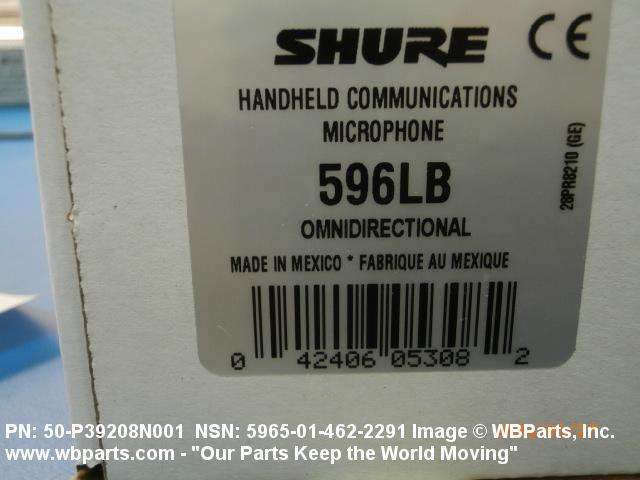 SHURE CE
HANDHELD COMMUNICATIONS
MICROPHONE
596LB
OMNIDIRECTIONAL
MADE IN MEXICO * FABRIQUE AU MEXIQUE
28PR8210 (GE)
0 42406 05308 2
PN: 50-P39208N001 NSN: 5965-01-462-2291 Image © WBParts, Inc.
www.wbparts.com - "Our Parts Keep the World Moving"